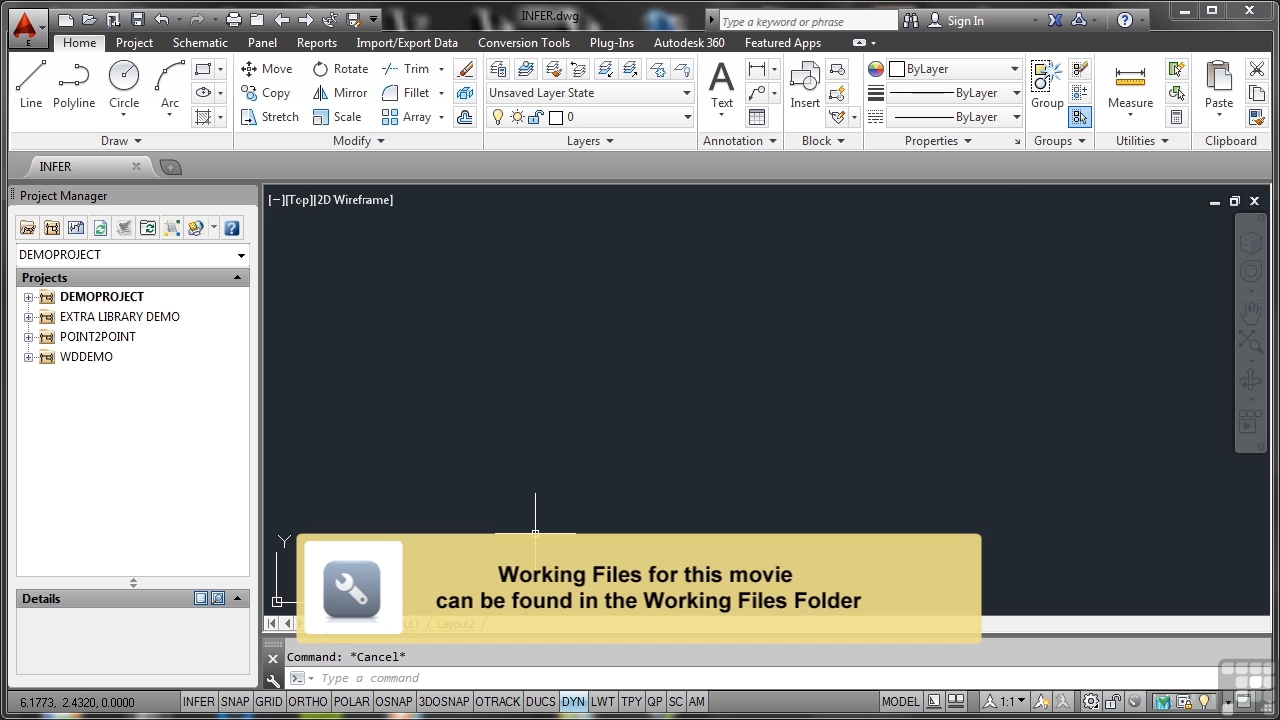 INFER.dwg
Type a keyword or phrase
Sign In
E
Home Project Schematic Panel Reports Import/Export Data Conversion Tools Plug-Ins Autodesk 360 Featured Apps
Line Polyline Circle Arc
Draw
Move Rotate Trim
Copy Mirror Fillet
Stretch Scale Array
Modify
Unsaved Layer State
0
Layers
Text
Annotation
Insert
Block
ByLayer
ByLayer
ByLayer
Properties
Group
Groups
Measure
Utilities
Paste
Clipboard
INFER
Project Manager
DEMOPROJECT
Projects
DEMOPROJECT
EXTRA LIBRARY DEMO
POINT2POINT
WDDEMO
Details
[−][Top][2D Wireframe]
Y
Working Files for this movie
can be found in the Working Files Folder
Layout2
Command: *Cancel*
Type a command
6.1773, 2.4320, 0.0000
INFER SNAP GRID ORTHO POLAR OSNAP 3DOSNAP OTRACK DUCS DYN LWT TPY QP SC AM
MODEL
1:1